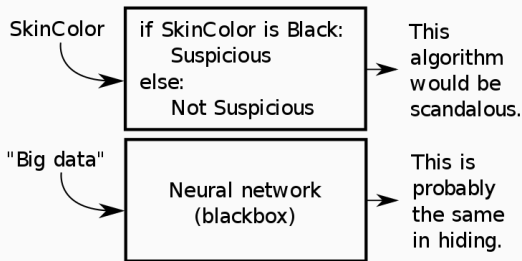 SkinColor
if SkinColor is Black:
Suspicious
else:
Not Suspicious
This
algorithm
would be
scandalous.
"Big data"
Neural network
(blackbox)
This is
probably
the same
in hiding.